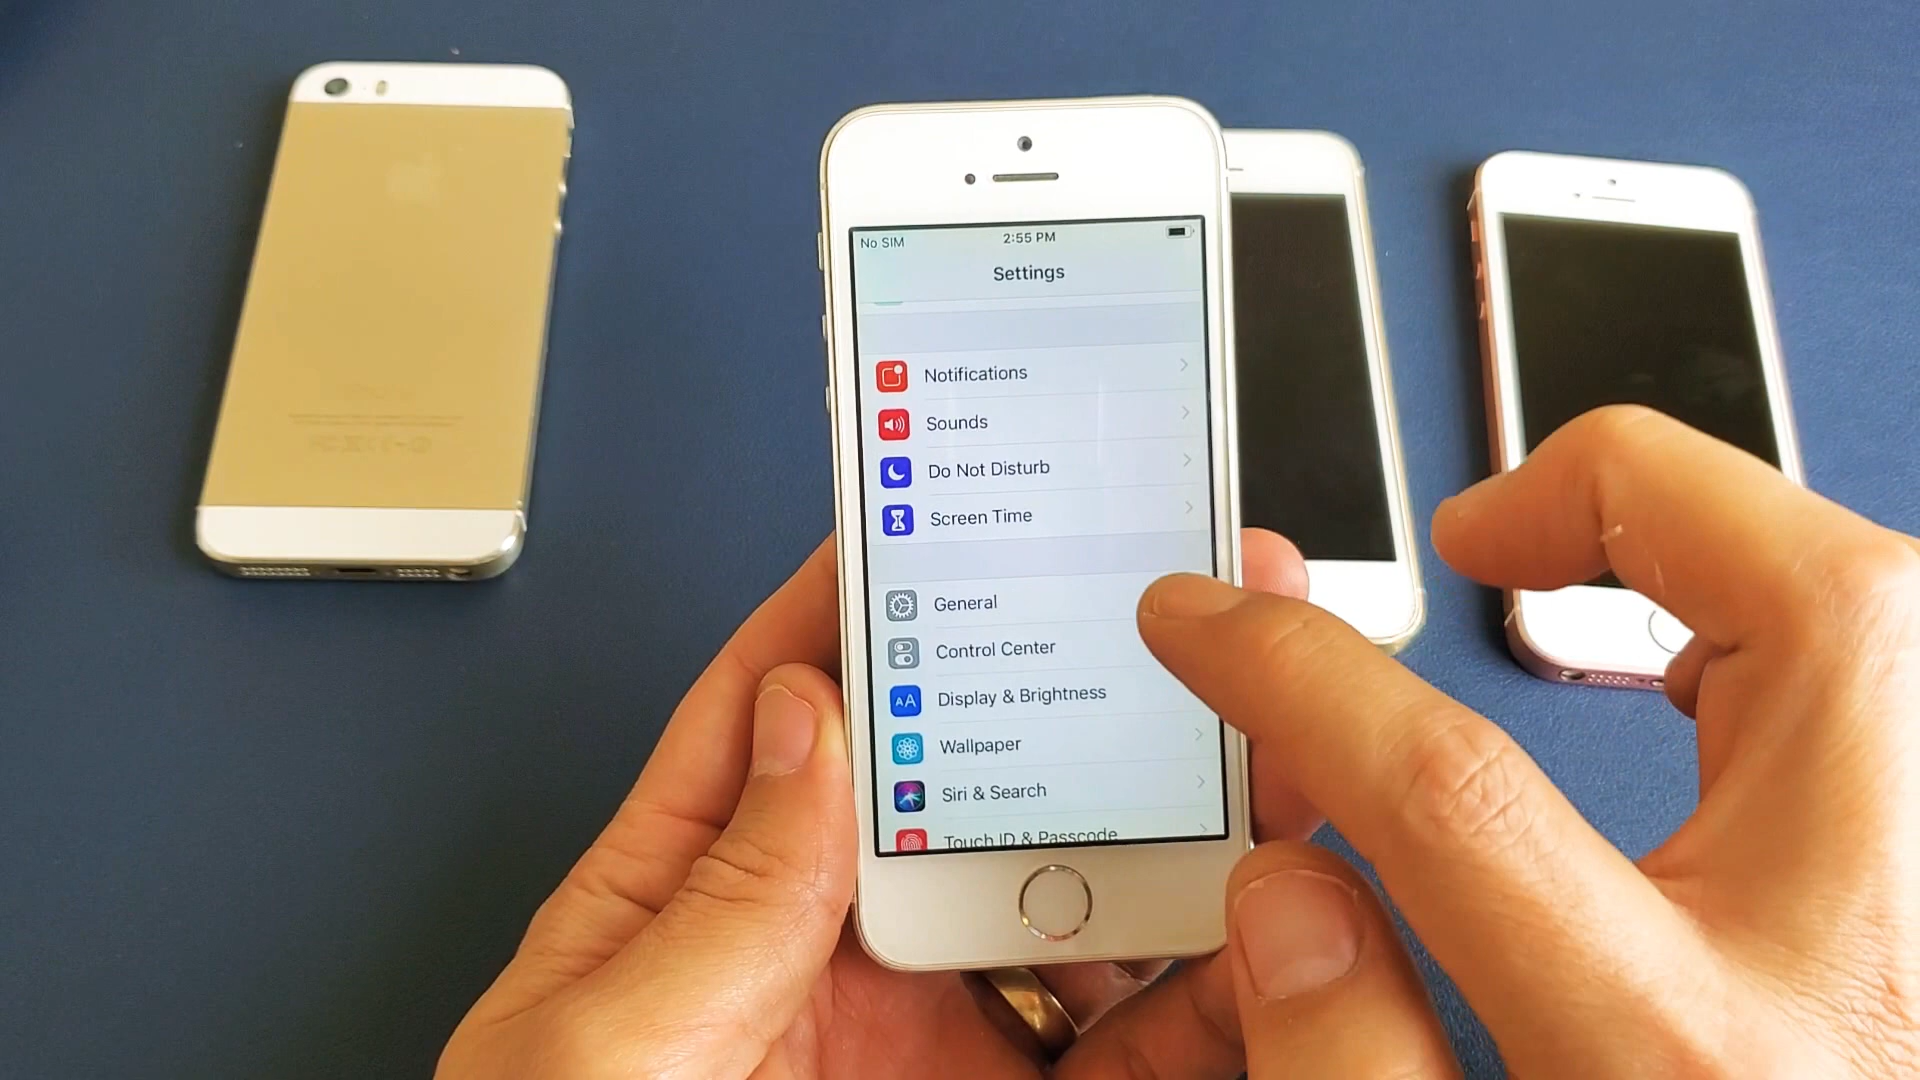 No SIM 2:55 PM
Settings
Notifications
Sounds
Do Not Disturb
Screen Time
General
Control Center
AA Display & Brightness
Wallpaper
Siri & Search
Touch ID & Passcode